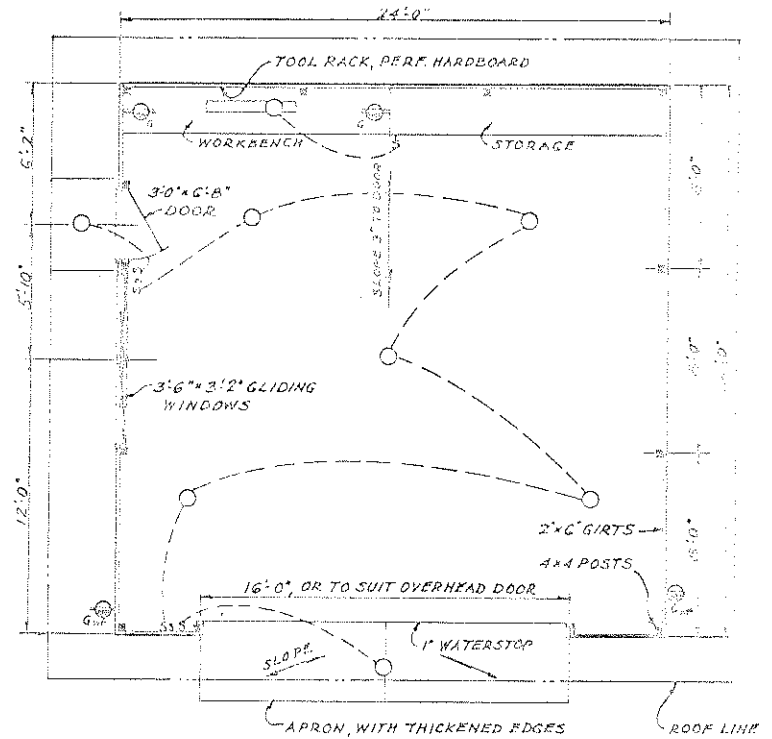 24'-0"
TOOL RACK, PERF. HARDBOARD
WORKBENCH
STORAGE
6'-2"
3'-0" x 6'-8"
DOOR
SLOPE 3" TO DOOR
5'-10"
3'-6" x 3'-2" GLIDING
WINDOWS
12'-0"
2" x 6" GIRTS
4 x 4 POSTS
16'-0", OR TO SUIT OVERHEAD DOOR
1" WATERSTOP
SLOPE
APRON, WITH THICKENED EDGES
ROOF LINE